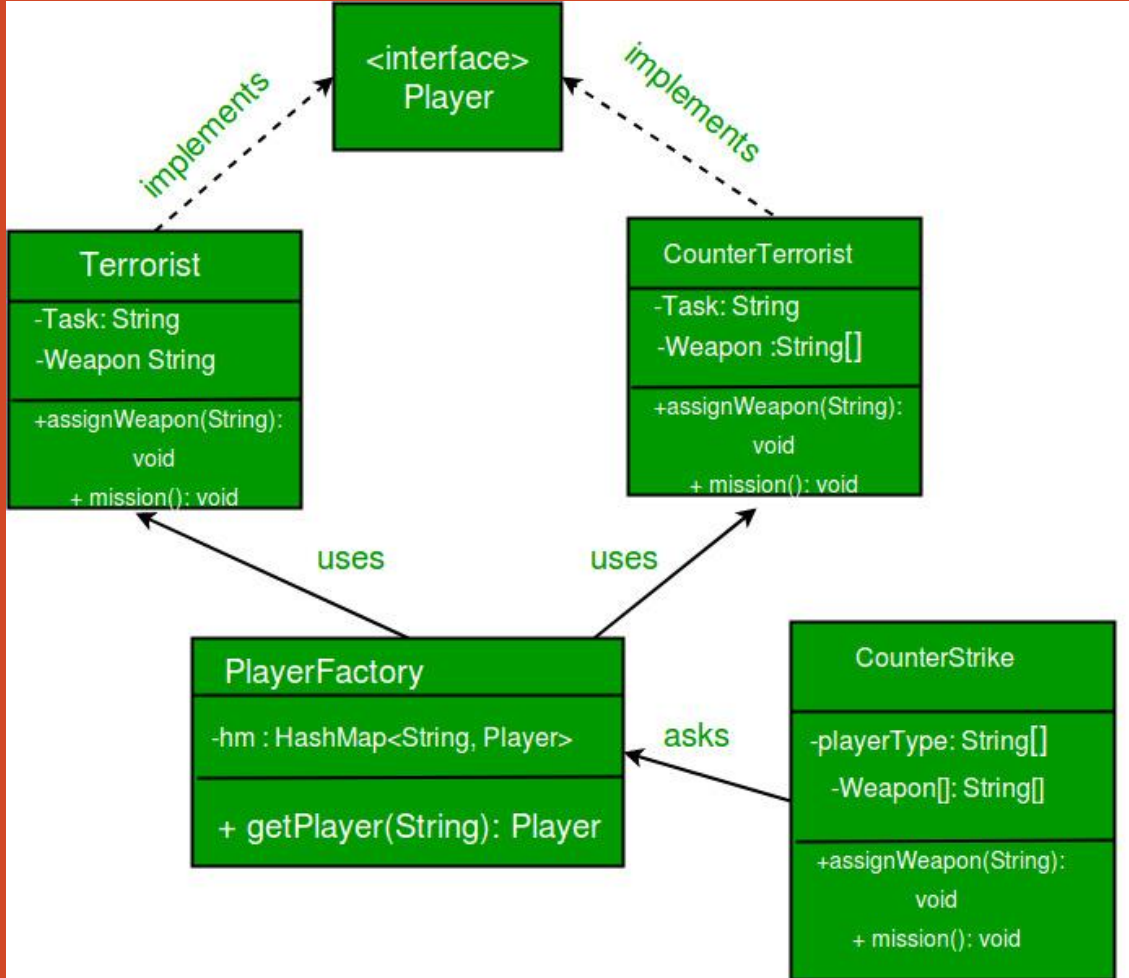 <interface>
Player
implements
implements
Terrorist
-Task: String
-Weapon String
+assignWeapon(String):
void
+ mission(): void
CounterTerrorist
-Task: String
-Weapon :String[]
+assignWeapon(String):
void
+ mission(): void
uses
uses
PlayerFactory
-hm : HashMap<String, Player>
+ getPlayer(String): Player
asks
CounterStrike
-playerType: String[]
-Weapon[]: String[]
+assignWeapon(String):
void
+ mission(): void